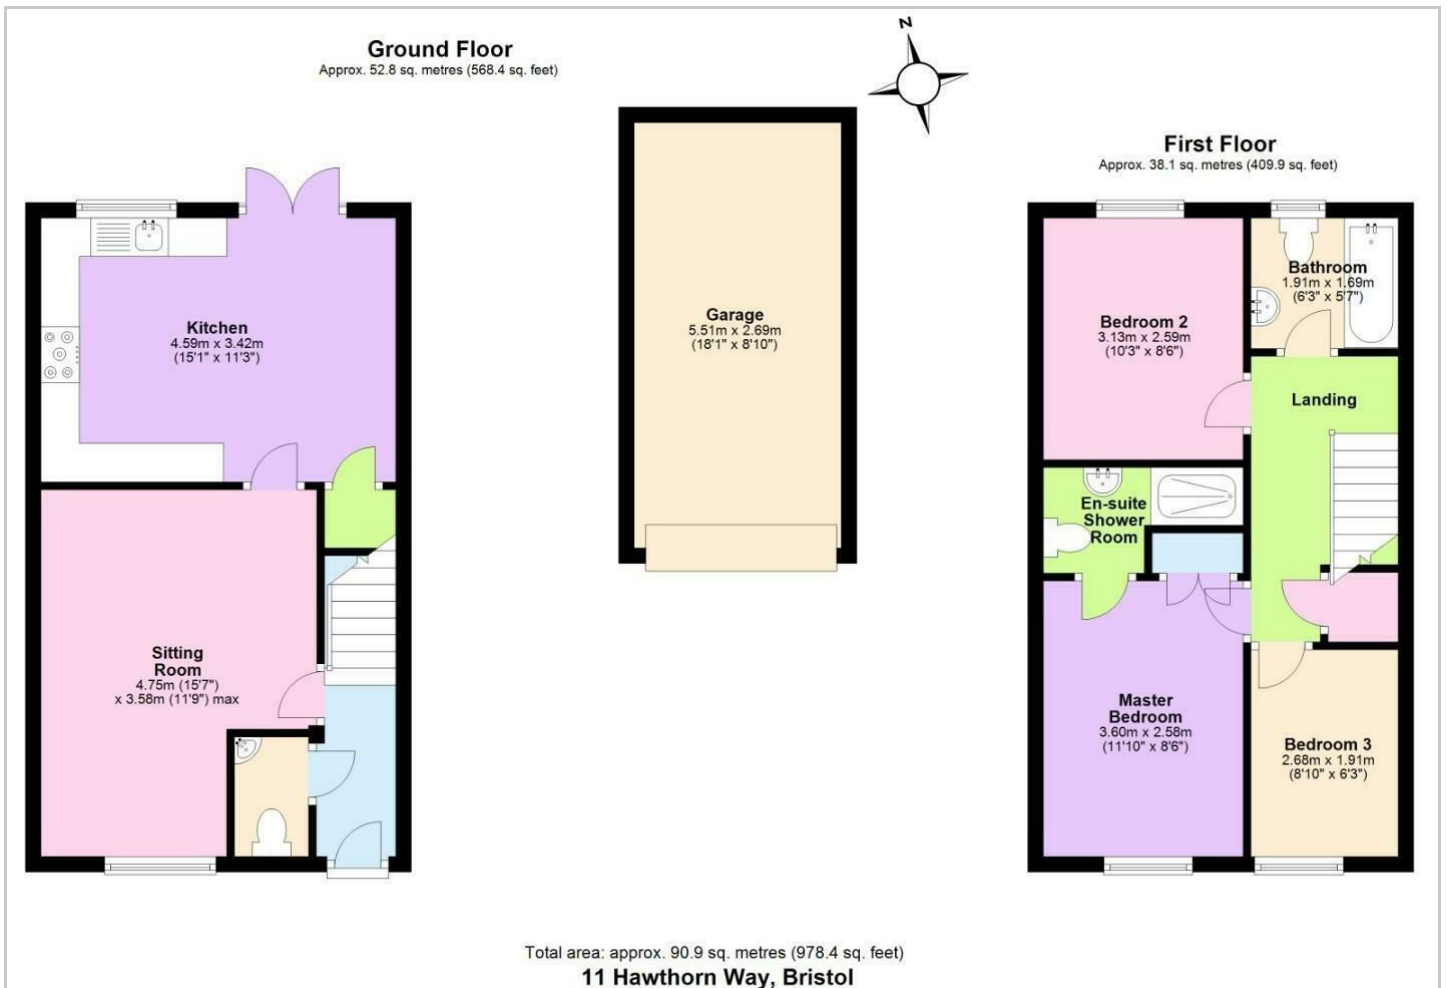 Ground Floor
Approx. 52.8 sq. metres (568.4 sq. feet)
N
First Floor
Approx. 38.1 sq. metres (409.9 sq. feet)
Kitchen
4.59m x 3.42m
(15'1" x 11'3")
Sitting
Room
4.75m (15'7")
x 3.58m (11'9") max
Garage
5.51m x 2.69m
(18'1" x 8'10")
Bedroom 2
3.13m x 2.59m
(10'3" x 8'6")
Bathroom
1.91m x 1.69m
(6'3" x 5'7")
Landing
En-suite
Shower
Room
Master
Bedroom
3.60m x 2.58m
(11'10" x 8'6")
Bedroom 3
2.68m x 1.91m
(8'10" x 6'3")
Total area: approx. 90.9 sq. metres (978.4 sq. feet)
11 Hawthorn Way, Bristol